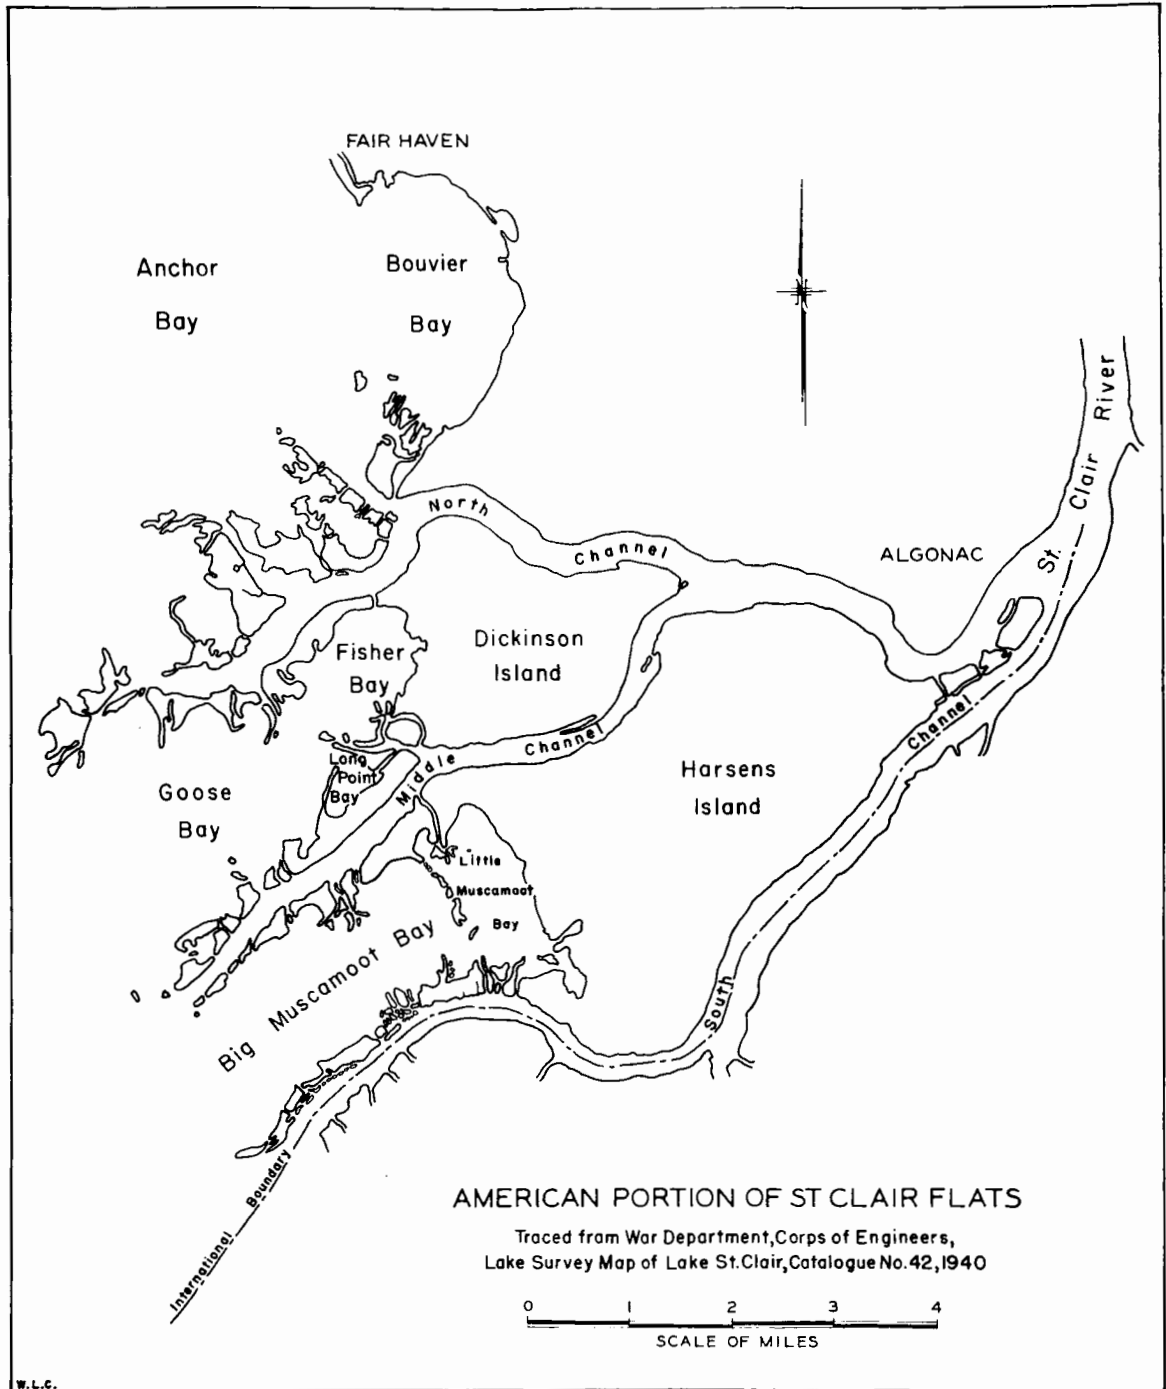 FAIR HAVEN
Anchor
Bay
Bouvier
Bay
River
Clair
St.
North
Channel
ALGONAC
Fisher
Bay
Dickinson
Island
Channel
Middle
Channel
Long
Point
Bay
Goose
Bay
Harsens
Island
Little
Muscamoot
Bay
Big Muscamoot Bay
South
International Boundary
AMERICAN PORTION OF ST CLAIR FLATS
Traced fram War Department,Corps of Engineers,
Lake Survey Map of Lake St.Clair,Catalogue No.42,1940
0 1 2 3 4
SCALE OF MILES
W.L.C.